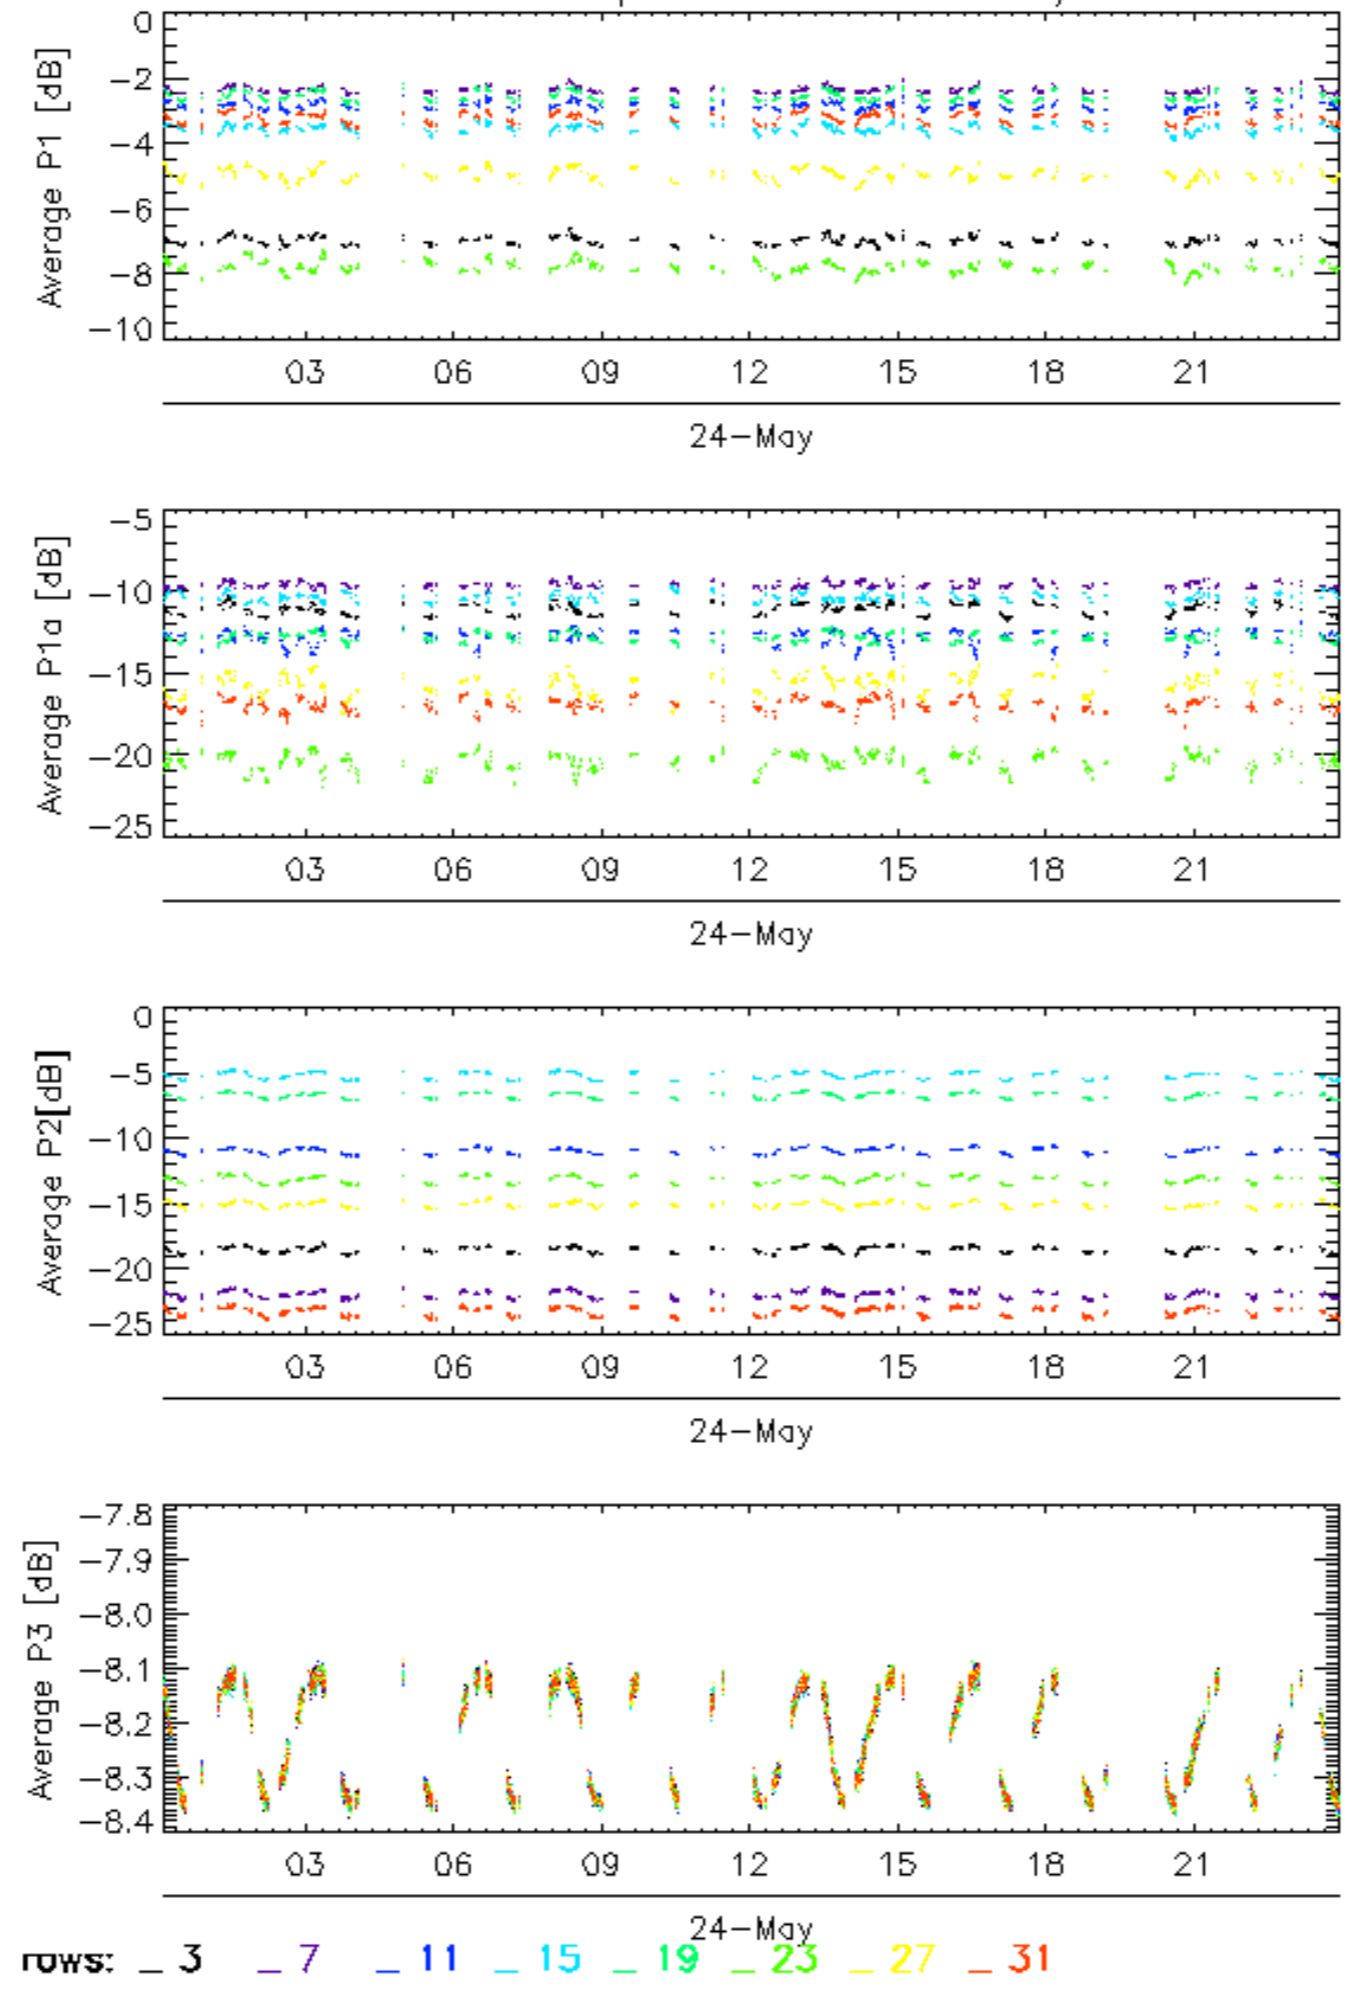 0
−2
−4
−6
−8
−10
Average P1 [dB]
03 06 09 12 15 18 21
24−May
−5
−10
−15
−20
−25
Average P1a [dB]
03 06 09 12 15 18 21
24−May
0
−5
−10
−15
−20
−25
Average P2[dB]
03 06 09 12 15 18 21
24−May
−7.8
−7.9
−8.0
−8.1
−8.2
−8.3
−8.4
Average P3 [dB]
03 06 09 12 15 18 21
24−May
rows: _ 3 _ 7 _ 11 _ 15 _ 19 _ 23 _ 27 _ 31